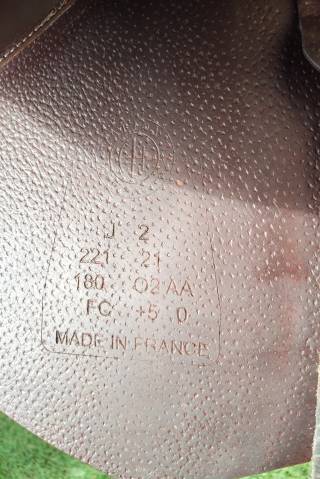 J 2
221 21
180 O2 AA
FC +5 0
MADE IN FRANCE